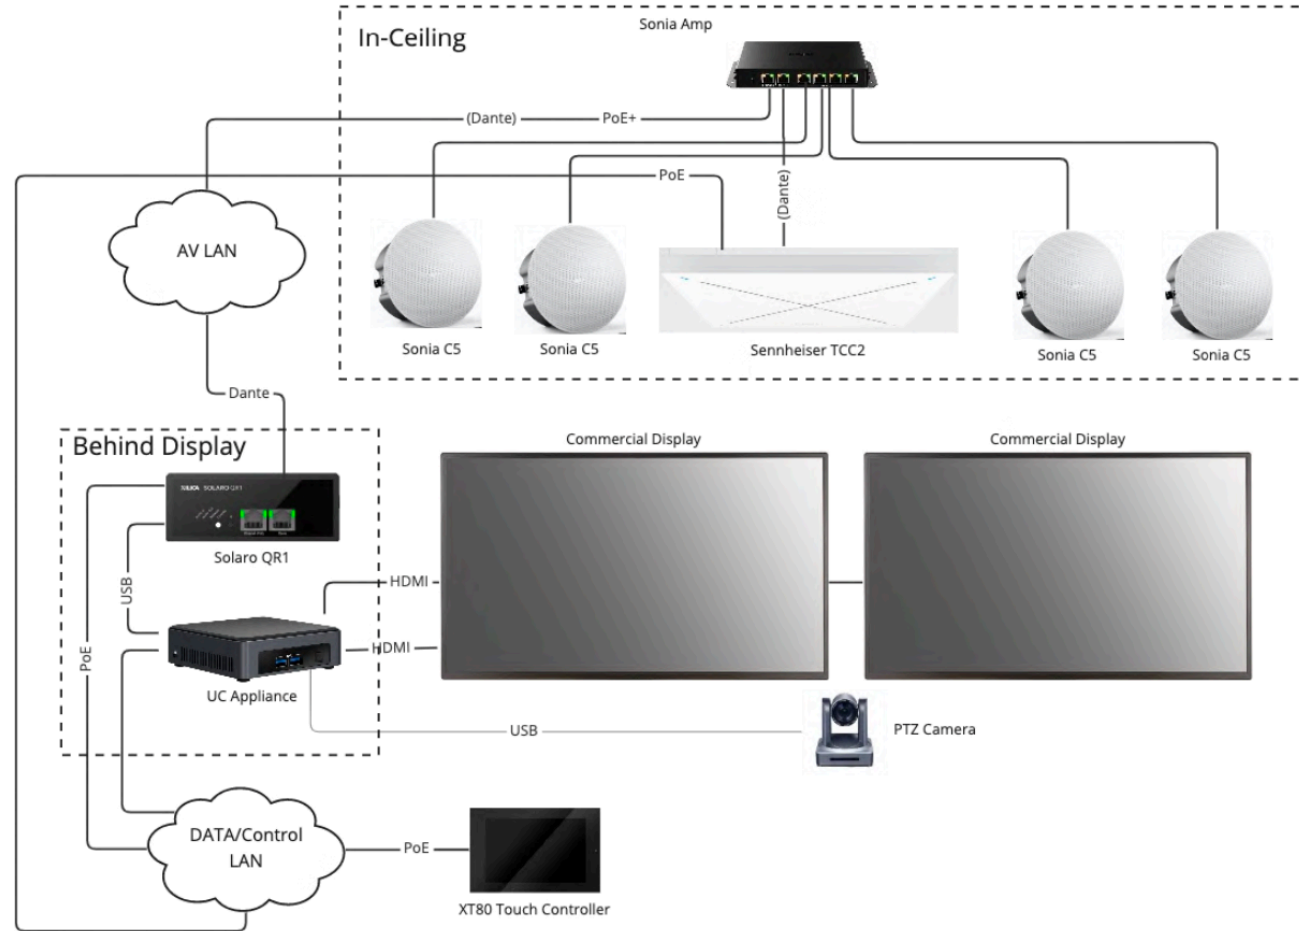 Sonia Amp
In-Ceiling
(Dante)
PoE+
PoE
(Dante)
AV LAN
Sonia C5
Sonia C5
Sennheiser TCC2
Sonia C5
Sonia C5
Dante
Behind Display
Commercial Display
Commercial Display
SOLARO QR1
Solaro QR1
HDMI
USB
HDMI
PoE
UC Appliance
USB
PTZ Camera
DATA/Control
LAN
PoE
XT80 Touch Controller